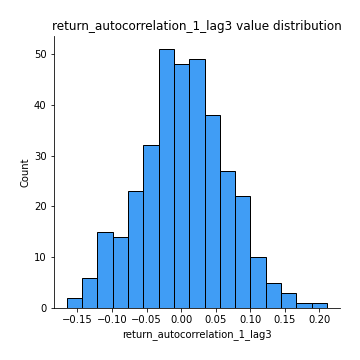 return_autocorrelation_1_lag3 value distribution
50
40
30
20
10
0
Count
−0.15 −0.10 −0.05 0.00 0.05 0.10 0.15 0.20
return_autocorrelation_1_lag3